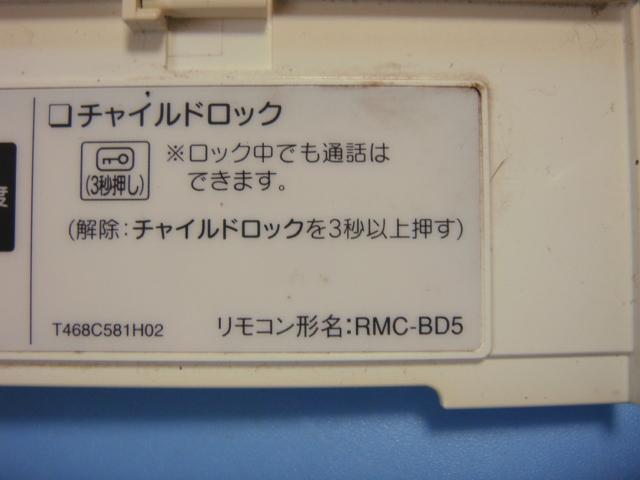 ❏チャイルドロック
※ロック中でも通話は
できます。
(3秒押し)
(解除:チャイルドロックを3秒以上押す)
T468C581H02
リモコン形名:RMC-BD5
度